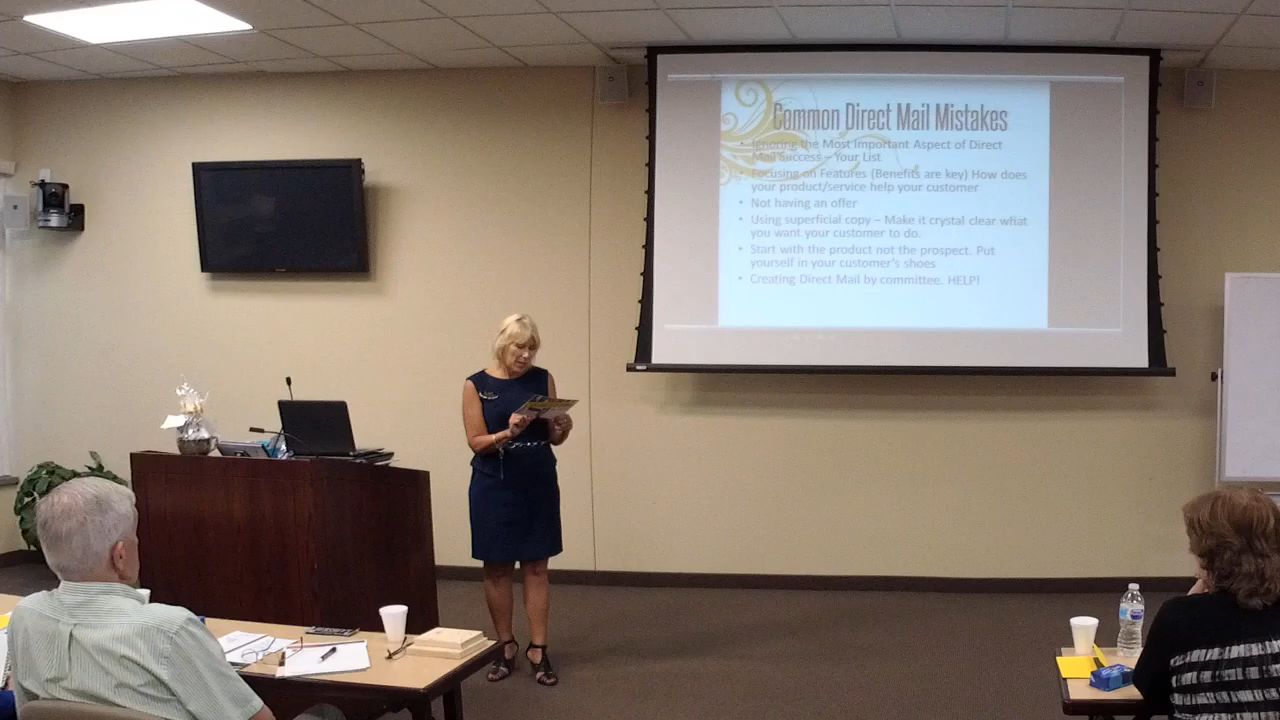 Common Direct Mail Mistakes
• Ignoring the Most Important Aspect of Direct
Mail Success – Your List
• Focusing on Features (Benefits are key) How does
your product/service help your customer
• Not having an offer
• Using superficial copy – Make it crystal clear what
you want your customer to do.
• Start with the product not the prospect. Put
yourself in your customer's shoes
• Creating Direct Mail by committee. HELP!